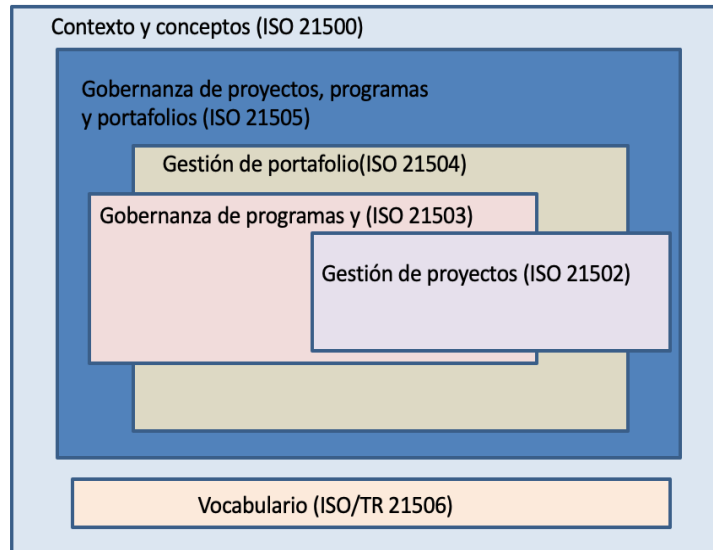 Contexto y conceptos (ISO 21500)
Gobernanza de proyectos, programas
y portafolios (ISO 21505)
Gestión de portafolio(ISO 21504)
Gobernanza de programas y (ISO 21503)
Gestión de proyectos (ISO 21502)
Vocabulario (ISO/TR 21506)